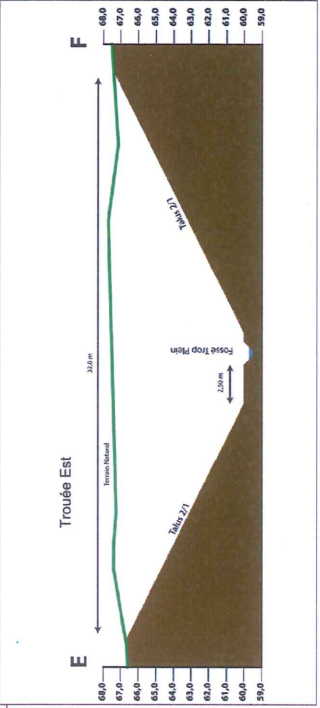 Trouée Est
E
F
68,0
67,0
66,0
65,0
64,0
63,0
62,0
61,0
60,0
59,0
32,0 m
Terrain Naturel
Talus 2/1
2,50 m
Fossé Trop Plein
Talus 2/1
68,0
67,0
66,0
65,0
64,0
63,0
62,0
61,0
60,0
59,0